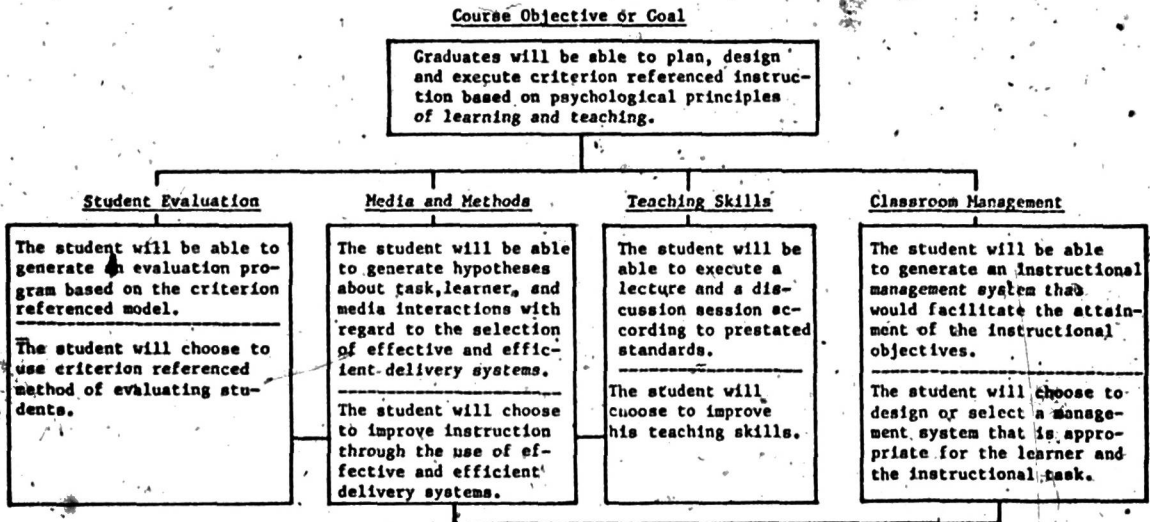 Course Objective or Goal
Graduates will be able to plan, design
and execute criterion referenced instruc-
tion based on psychological principles
of learning and teaching.
Student Evaluation
The student will be able to
generate an evaluation pro-
gram based on the criterion
referenced model.
The student will choose to
use criterion referenced
method of evaluating stu-
dents.
Media and Methods
The student will be able
to generate hypotheses
about task, learner, and
media interactions with
regard to the selection
of effective and effic-
ient delivery systems.
The student will choose
to improve instruction
through the use of ef-
fective and efficient
delivery systems.
Teaching Skills
The student will be
able to execute a
lecture and a dis-
cussion session ac-
cording to prestated
standards.
The student will
choose to improve
his teaching skills.
Classroom Management
The student will be able
to generate an instructional
management system that
would facilitate the attain-
ment of the instructional
objectives.
The student will choose to
design or select a manage-
ment system that is appro-
priate for the learner and
the instructional task.